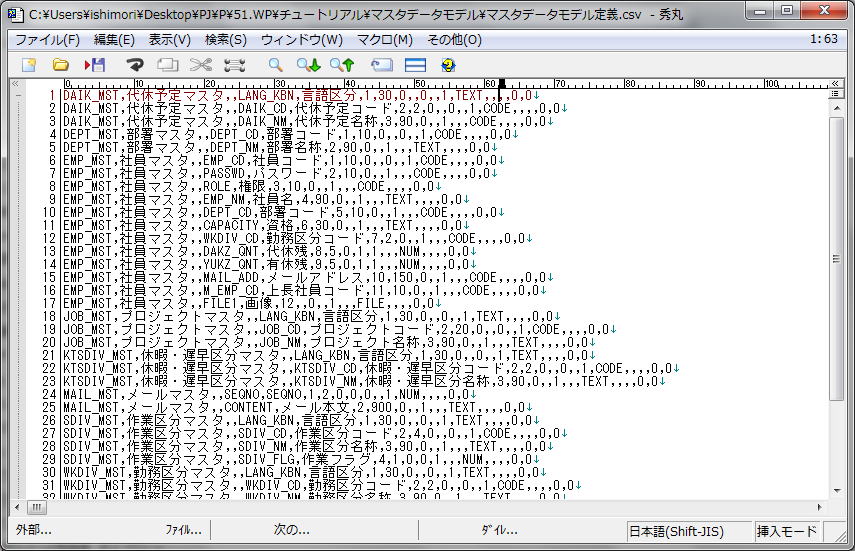 C:¥Users¥ishimori¥Desktop¥PJ¥P¥51.WP¥チュートリアル¥マスタデータモデル¥マスタデータモデル定義.csv - 秀丸
ファイル(F) 編集(E) 表示(V) 検索(S) ウィンドウ(W) マクロ(M) その他(O) 1:63
0 10 20 30 40 50 60 70 80 90 100
1 DAIK_MST,代休予定マスタ,,LANG_KBN,言語区分,1,30,0,,0,,1,TEXT,,,,0,0↓
2 DAIK_MST,代休予定マスタ,,DAIK_CD,代休予定コード,2,2,0,,0,,1,CODE,,,,0,0↓
3 DAIK_MST,代休予定マスタ,,DAIK_NM,代休予定名称,3,90,0,,1,,,CODE,,,,0,0↓
4 DEPT_MST,部署マスタ,,DEPT_CD,部署コード,1,10,0,,0,,1,CODE,,,,0,0↓
5 DEPT_MST,部署マスタ,,DEPT_NM,部署名称,2,90,0,,1,,,TEXT,,,,0,0↓
6 EMP_MST,社員マスタ,,EMP_CD,社員コード,1,10,0,,0,,1,CODE,,,,0,0↓
7 EMP_MST,社員マスタ,,PASSWD,パスワード,2,10,0,,1,,,CODE,,,,0,0↓
8 EMP_MST,社員マスタ,,ROLE,権限,3,10,0,,1,,,CODE,,,,0,0↓
9 EMP_MST,社員マスタ,,EMP_NM,社員名,4,90,0,,1,,,TEXT,,,,0,0↓
10 EMP_MST,社員マスタ,,DEPT_CD,部署コード,5,10,0,,1,,,CODE,,,,0,0↓
11 EMP_MST,社員マスタ,,CAPACITY,資格,6,30,0,,1,,,TEXT,,,,0,0↓
12 EMP_MST,社員マスタ,,WKDIV_CD,勤務区分コード,7,2,0,,1,,,CODE,,,,0,0↓
13 EMP_MST,社員マスタ,,DAKZ_QNT,代休残,8,5,0,1,1,,,NUM,,,,0,0↓
14 EMP_MST,社員マスタ,,YUKZ_QNT,有休残,9,5,0,1,1,,,NUM,,,,0,0↓
15 EMP_MST,社員マスタ,,MAIL_ADD,メールアドレス,10,150,0,,1,,,CODE,,,,0,0↓
16 EMP_MST,社員マスタ,,M_EMP_CD,上長社員コード,11,10,0,,1,,,CODE,,,,0,0↓
17 EMP_MST,社員マスタ,,FILE1,画像,12,,0,,1,,,FILE,,,,0,0↓
18 JOB_MST,プロジェクトマスタ,,LANG_KBN,言語区分,1,30,0,,0,,1,TEXT,,,,0,0↓
19 JOB_MST,プロジェクトマスタ,,JOB_CD,プロジェクトコード,2,20,0,,0,,1,CODE,,,,0,0↓
20 JOB_MST,プロジェクトマスタ,,JOB_NM,プロジェクト名称,3,90,0,,1,,,TEXT,,,,0,0↓
21 KTSDIV_MST,休暇・遅早区分マスタ,,LANG_KBN,言語区分,1,30,0,,0,,1,TEXT,,,,0,0↓
22 KTSDIV_MST,休暇・遅早区分マスタ,,KTSDIV_CD,休暇・遅早区分コード,2,2,0,,0,,1,CODE,,,,0,0↓
23 KTSDIV_MST,休暇・遅早区分マスタ,,KTSDIV_NM,休暇・遅早区分名称,3,90,0,,1,,,TEXT,,,,0,0↓
24 MAIL_MST,メールマスタ,,SEQNO,SEQNO,1,2,0,0,0,,1,NUM,,,,0,0↓
25 MAIL_MST,メールマスタ,,CONTENT,メール本文,2,900,0,,1,,,TEXT,,,,0,0↓
26 SDIV_MST,作業区分マスタ,,LANG_KBN,言語区分,1,30,0,,0,,1,TEXT,,,,0,0↓
27 SDIV_MST,作業区分マスタ,,SDIV_CD,作業区分コード,2,4,0,,0,,1,CODE,,,,0,0↓
28 SDIV_MST,作業区分マスタ,,SDIV_NM,作業区分名称,3,90,0,,1,,,TEXT,,,,0,0↓
29 SDIV_MST,作業区分マスタ,,SDIV_FLG,作業フラグ,4,1,0,0,1,,,NUM,,,,0,0↓
30 WKDIV_MST,勤務区分マスタ,,LANG_KBN,言語区分,1,30,0,,0,,1,TEXT,,,,0,0↓
31 WKDIV_MST,勤務区分マスタ,,WKDIV_CD,勤務区分コード,2,2,0,,0,,1,CODE,,,,0,0↓
32 WKDIV_MST,勤務区分マスタ,,WKDIV_NM,勤務区分名称,3,90,0,,1,,,TEXT,,,,0,0↓
外部... ファイル... 次の... ダイレ... 日本語(Shift-JIS) 挿入モード